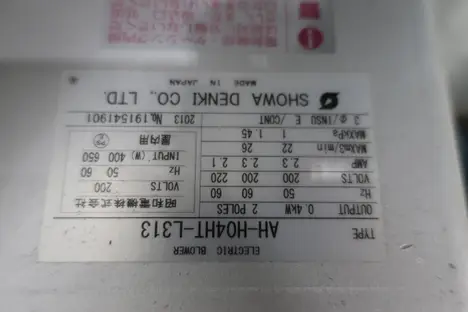 ELECTRIC BLOWER
TYPE AH-HO4HT-L313
OUTPUT 0.4kW 2 POLES
Hz 50 60 60
VOLTS 200 200 220
AMP 2.3 2.3 2.1
MAXm3/min 22 26
MAXkPa 1 1.45
3/ø/INSU E /CONT
2013 No.191541901
昭和電機株式会社
VOLTS 200
Hz 50 60
INPUT (W) 400 650
屋内用
SHOWA DENKI CO., LTD.
MADE IN JAPAN